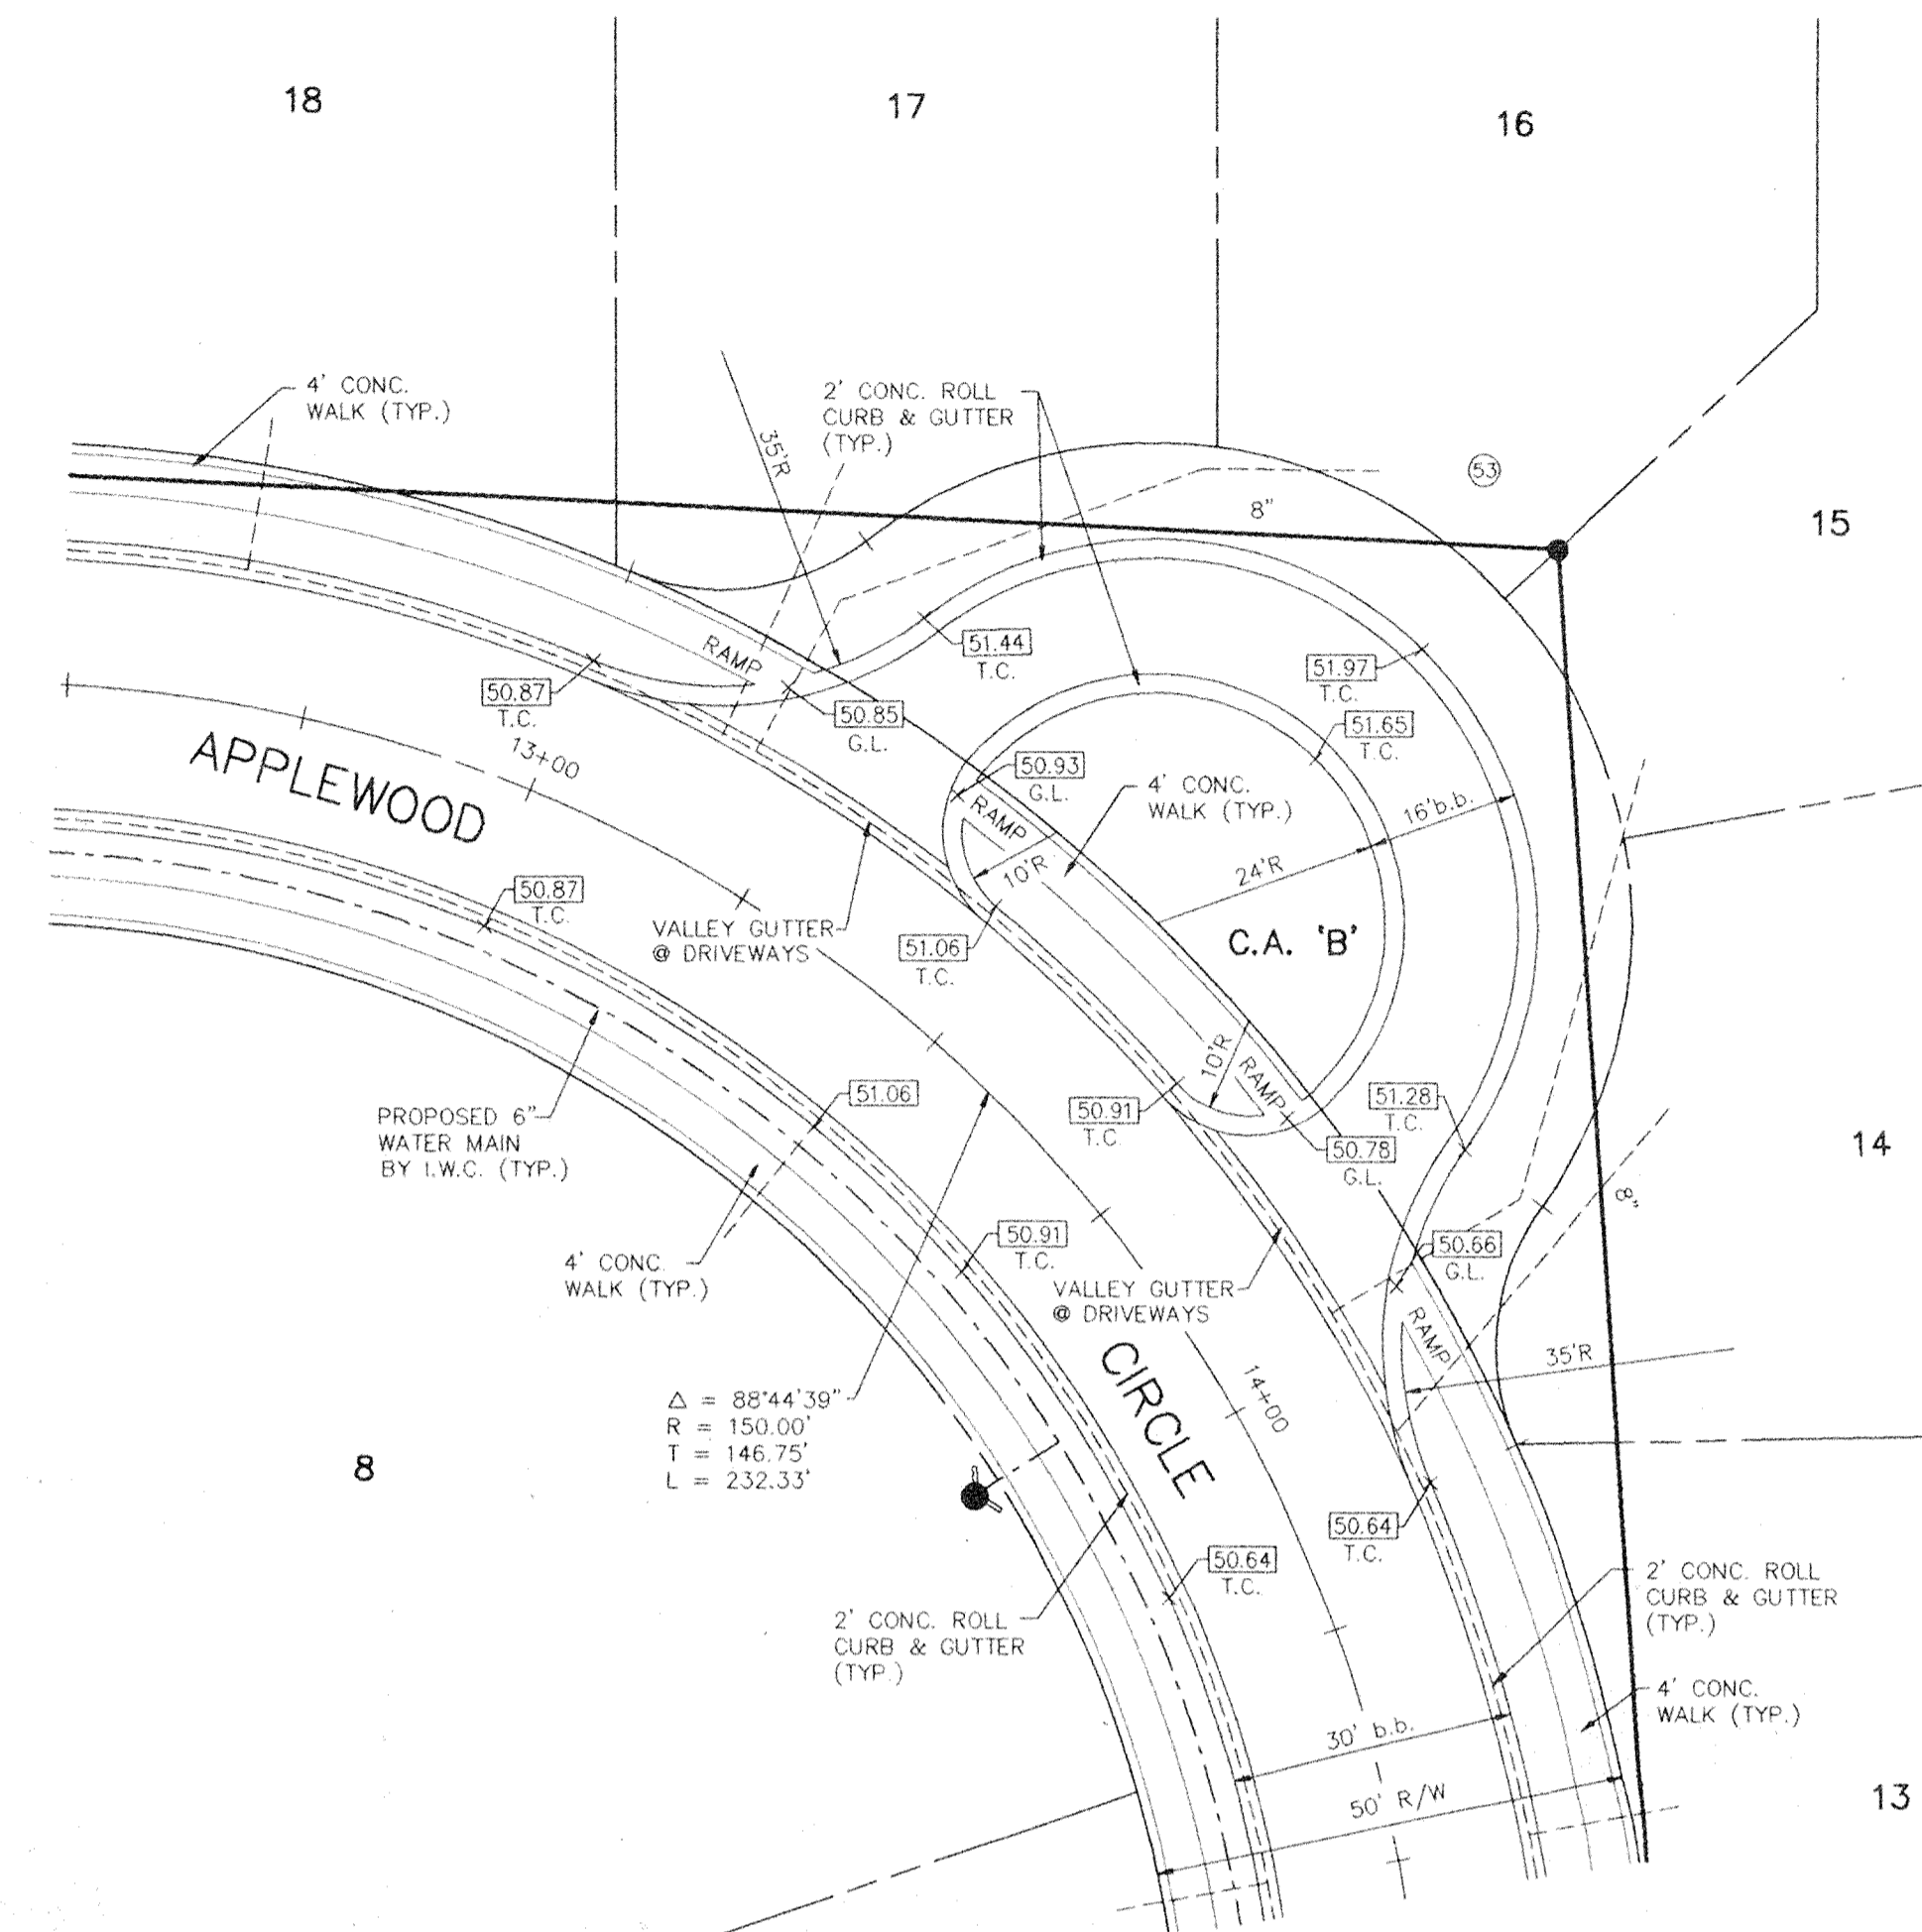 18
17
16
4' CONC.
WALK (TYP.)
2' CONC. ROLL
CURB & GUTTER
(TYP.)
35'R
53
8"
15
RAMP
51.44
T.C.
51.97
T.C.
50.87
T.C.
50.85
G.L.
51.65
T.C.
13+00
APPLEWOOD
50.93
G.L.
RAMP
4' CONC.
WALK (TYP.)
16'b.b.
10'R
24'R
50.87
T.C.
VALLEY GUTTER
@ DRIVEWAYS
51.06
T.C.
C.A. 'B'
10'R
RAMP
51.06
50.91
T.C.
51.28
T.C.
PROPOSED 6"
WATER MAIN
BY I.W.C. (TYP.)
50.78
G.L.
14
8"
50.91
T.C.
50.66
G.L.
4' CONC.
WALK (TYP.)
VALLEY GUTTER
@ DRIVEWAYS
RAMP
35'R
CIRCLE
14+00
Δ = 88°44'39"
R = 150.00'
T = 146.75'
L = 232.33'
8
50.64
T.C.
50.64
T.C.
2' CONC. ROLL
CURB & GUTTER
(TYP.)
2' CONC. ROLL
CURB & GUTTER
(TYP.)
4' CONC.
WALK (TYP.)
30' b.b.
50' R/W
13